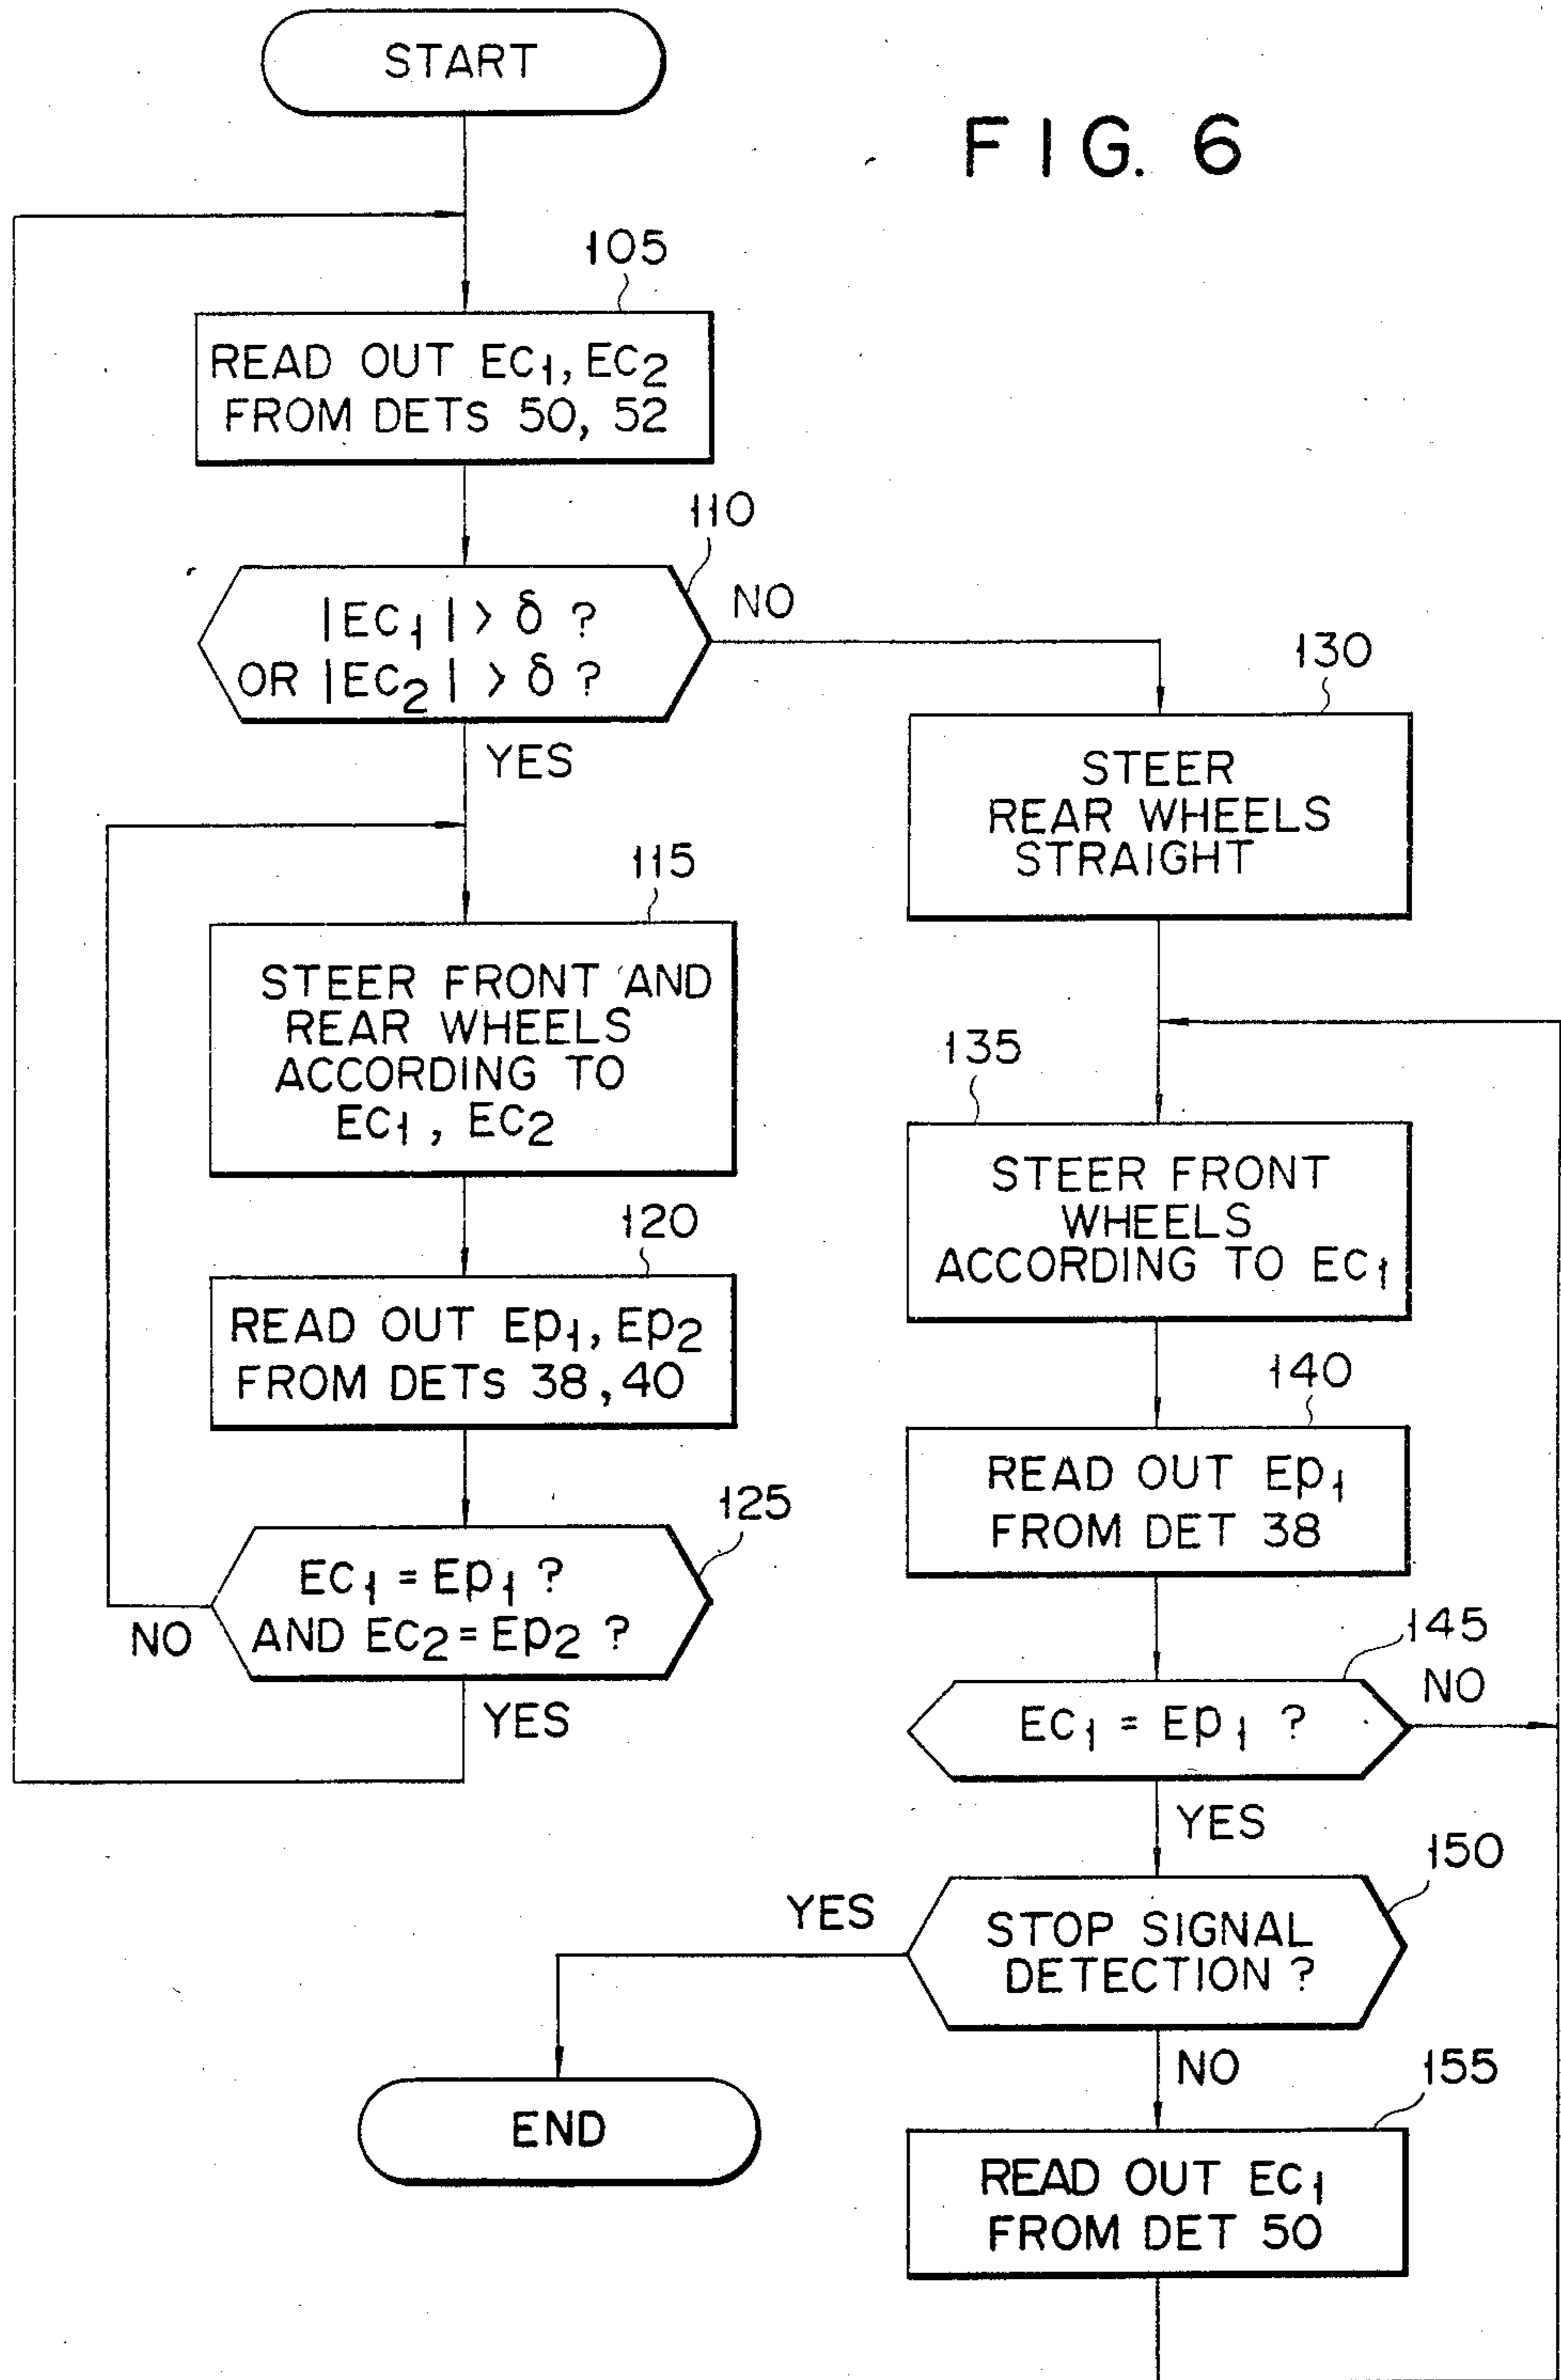 START
FIG. 6
105
READ OUT EC1, EC2
FROM DETS 50, 52
110
|EC1| > δ ?
OR |EC2| > δ ?
NO
YES
130
STEER
REAR WHEELS
STRAIGHT
115
STEER FRONT AND
REAR WHEELS
ACCORDING TO
EC1, EC2
135
STEER FRONT
WHEELS
ACCORDING TO EC1
120
READ OUT EP1, EP2
FROM DETS 38, 40
140
READ OUT EP1
FROM DET 38
125
EC1 = EP1 ?
AND EC2 = EP2 ?
NO
YES
145
EC1 = EP1 ?
NO
YES
150
STOP SIGNAL
DETECTION ?
YES
NO
END
155
READ OUT EC1
FROM DET 50